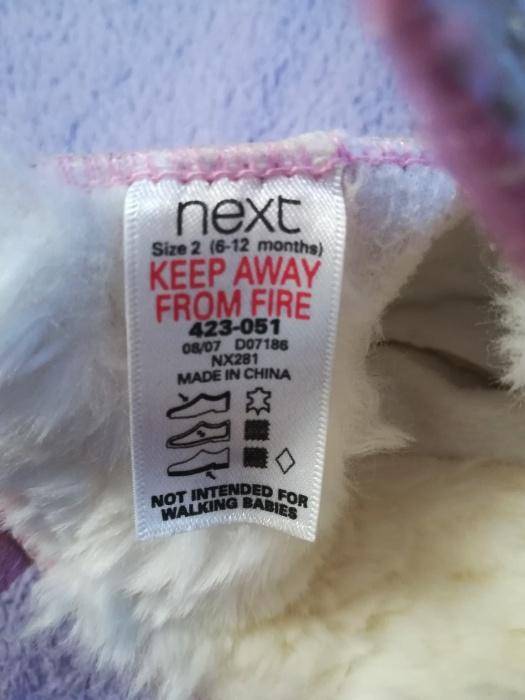 next
Size 2 (6-12 months)
KEEP AWAY
FROM FIRE
423-051
08/07 D07186
NX281
MADE IN CHINA
NOT INTENDED FOR
WALKING BABIES